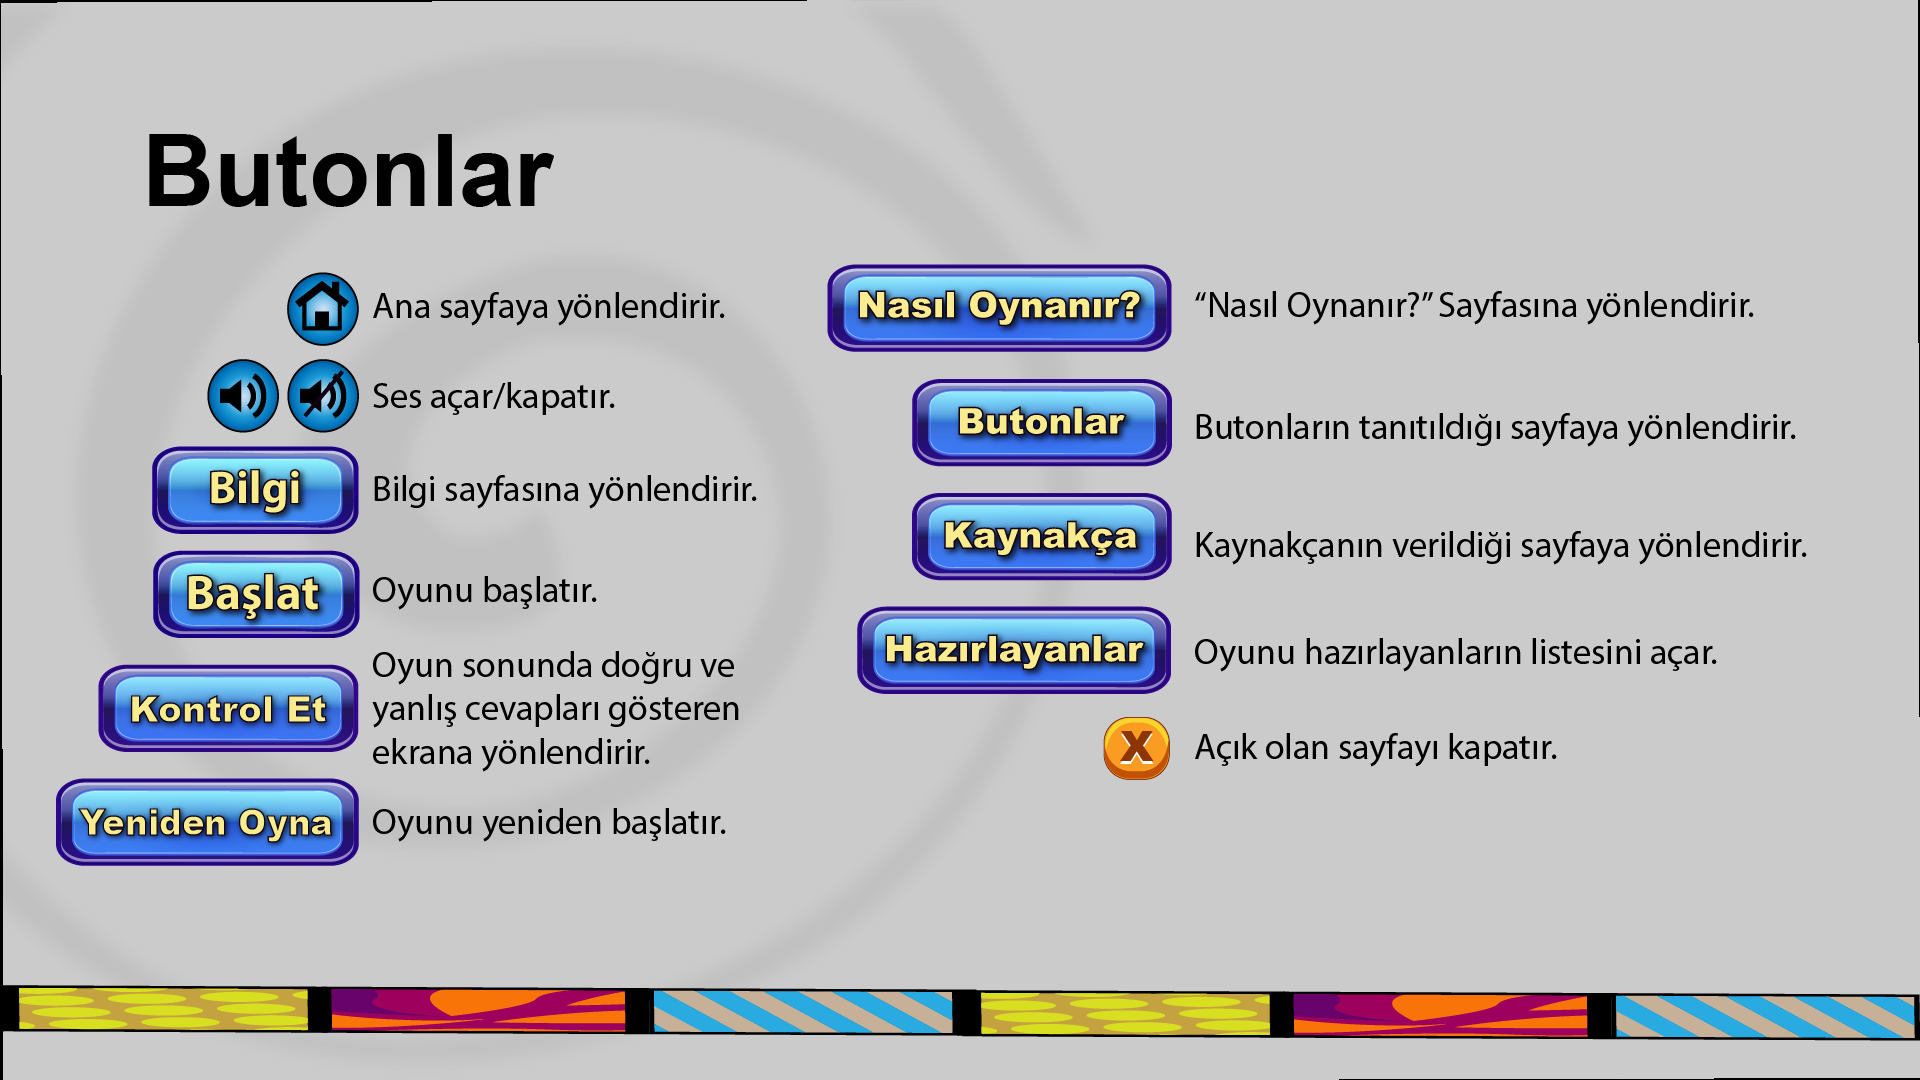 Butonlar
Ana sayfaya yönlendirir.
Ses açar/kapatır.
Bilgi
Bilgi sayfasına yönlendirir.
Başlat
Oyunu başlatır.
Kontrol Et
Oyun sonunda doğru ve
yanlış cevapları gösteren
ekrana yönlendirir.
Yeniden Oyna
Oyunu yeniden başlatır.
Nasıl Oynanır?
“Nasıl Oynanır?” Sayfasına yönlendirir.
Butonlar
Butonların tanıtıldığı sayfaya yönlendirir.
Kaynakça
Kaynakçanın verildiği sayfaya yönlendirir.
Hazırlayanlar
Oyunu hazırlayanların listesini açar.
X
Açık olan sayfayı kapatır.